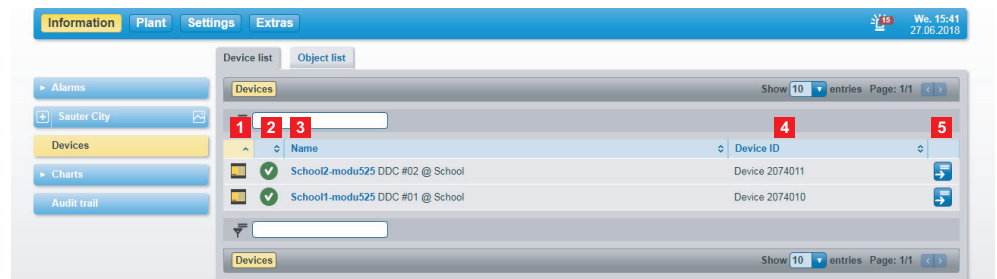 Information Plant Settings Extras 15 We. 15:41
27.06.2018
Device list Object list
Alarms
Sauter City
Devices
Charts
Audit trail
Devices Show 10 entries Page: 1/1
1 2 3 4 5
Name Device ID
School2-modu525 DDC #02 @ School Device 2074011
School1-modu525 DDC #01 @ School Device 2074010
Devices Show 10 entries Page: 1/1